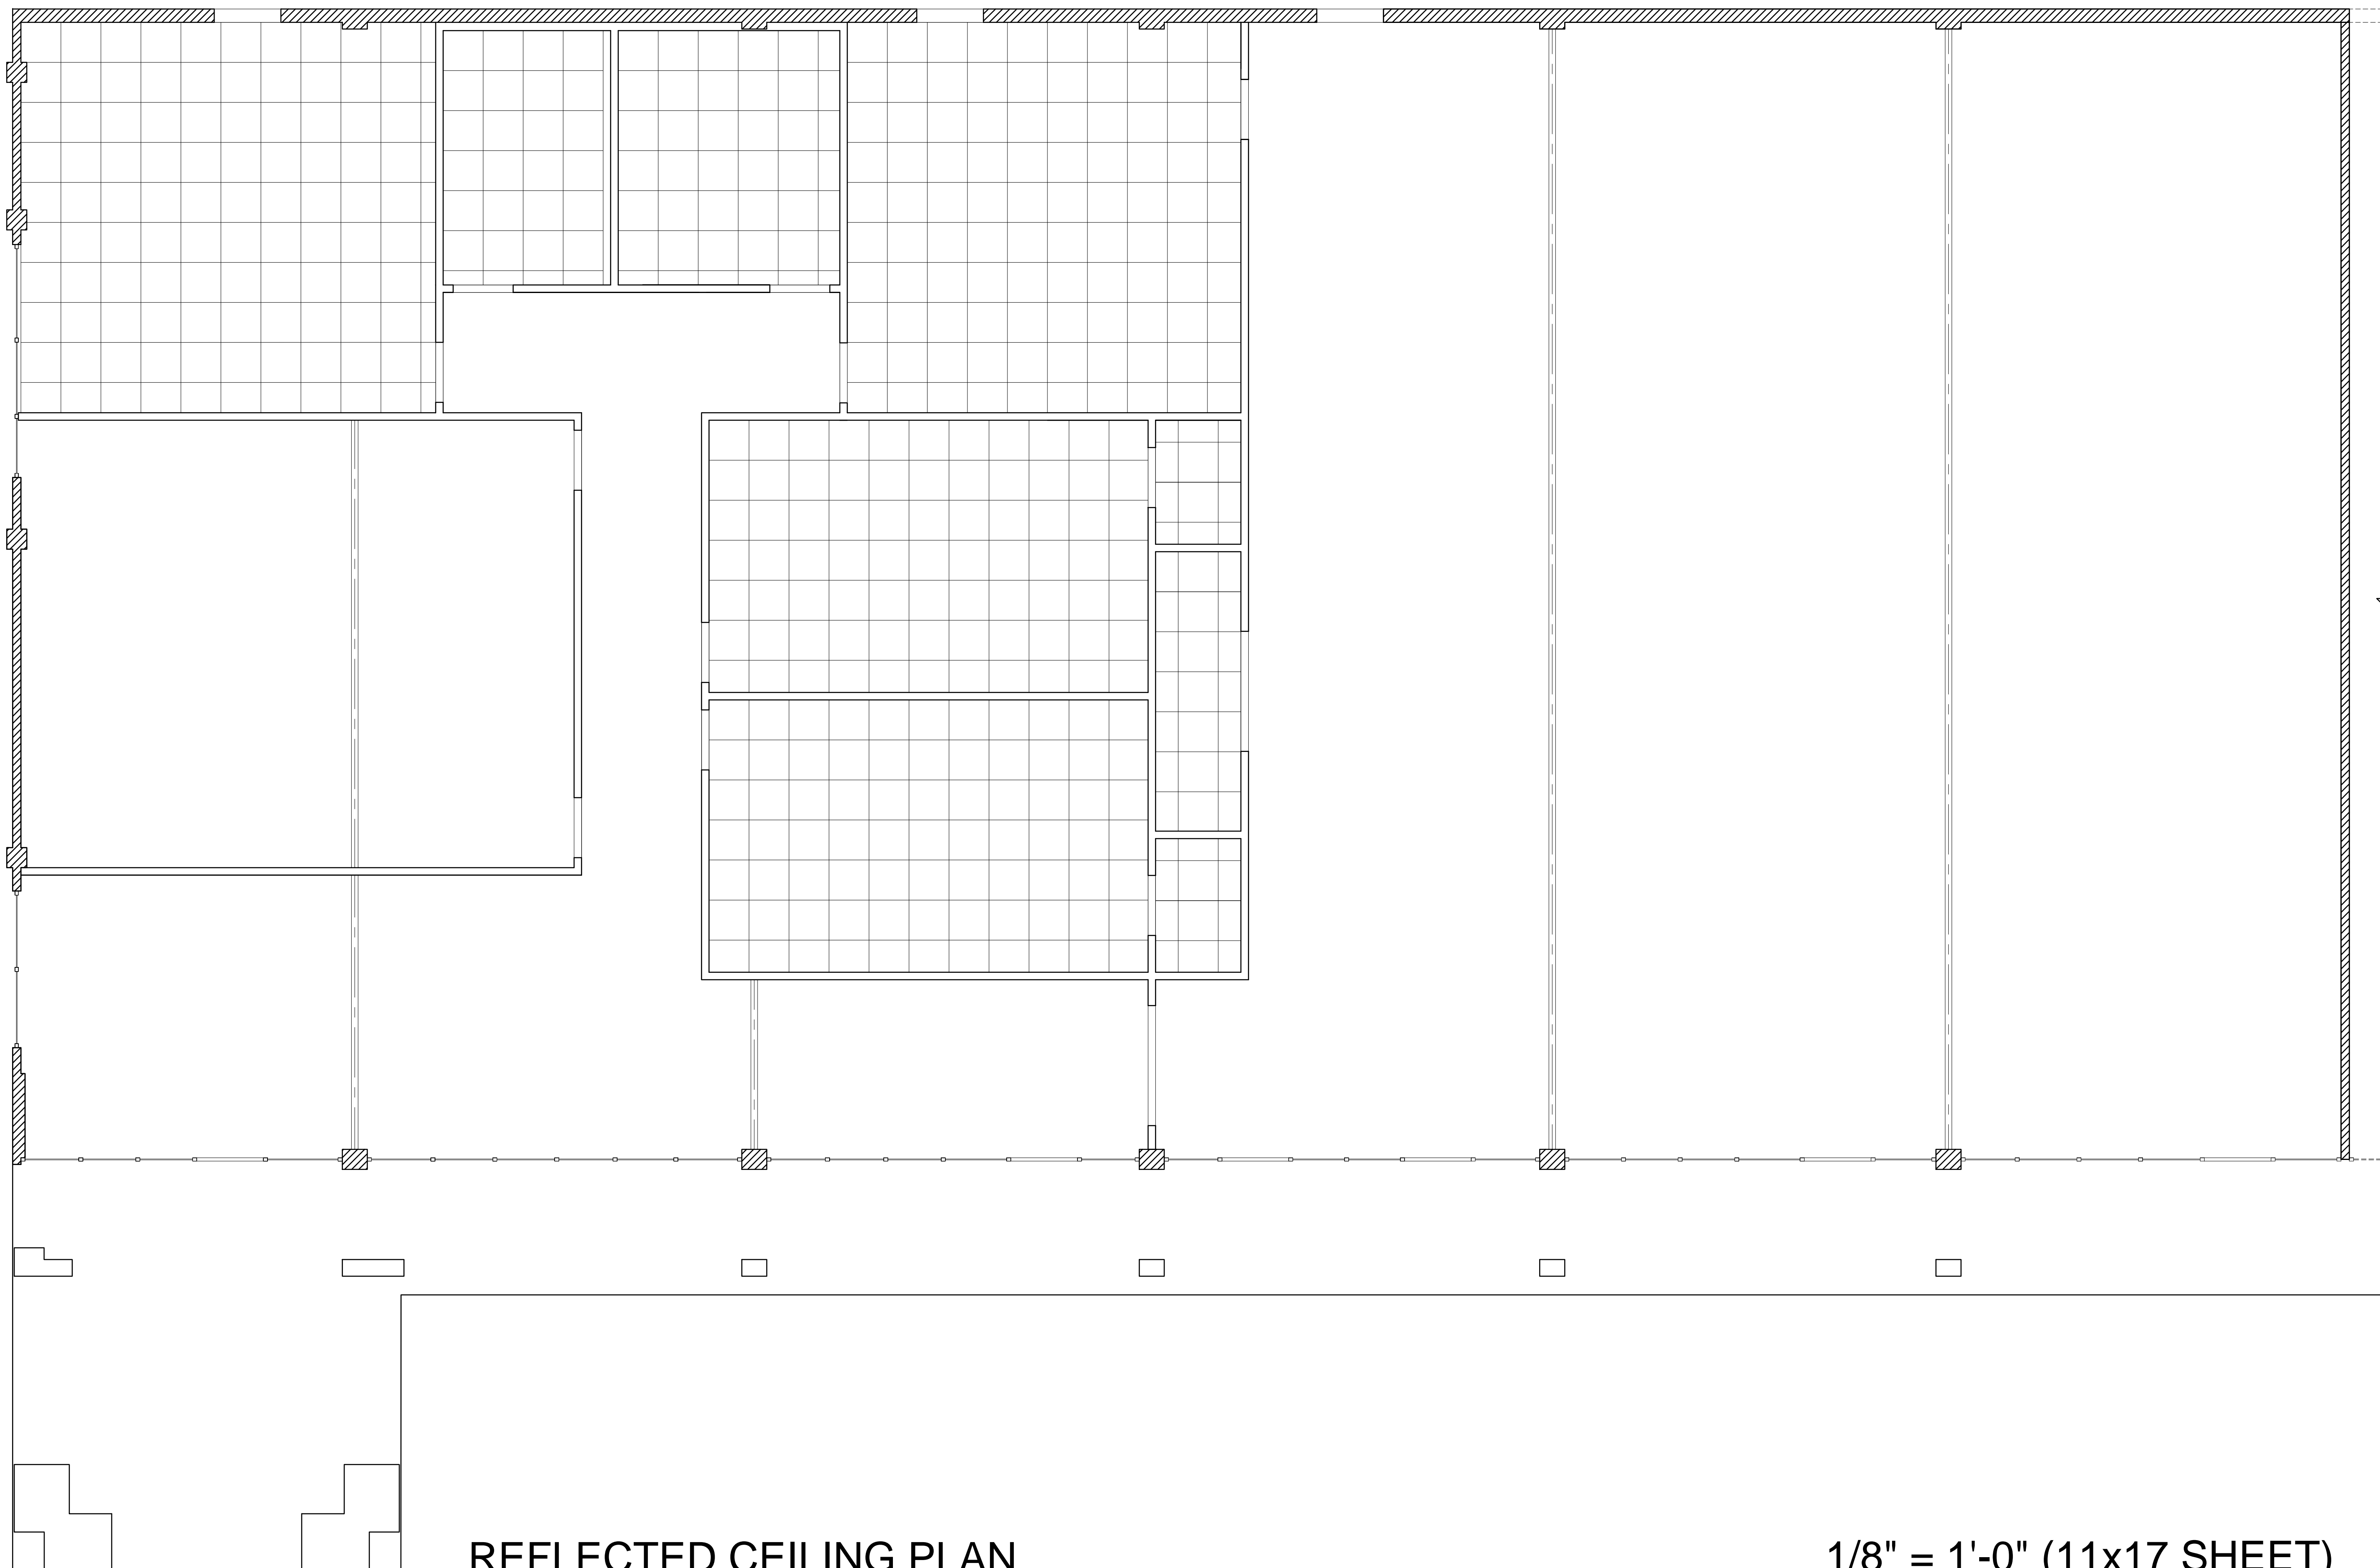 REFLECTED CEILING PLAN
1/8" = 1'-0" (11x17 SHEET)